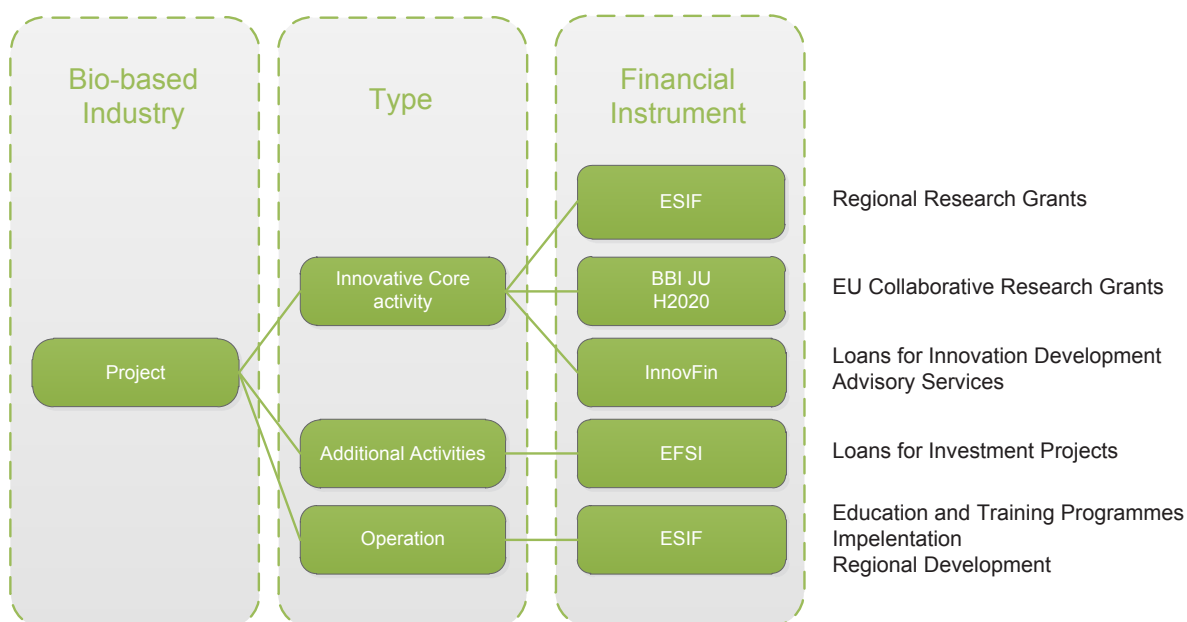 Bio-based
Industry
Type
Financial
Instrument
ESIF
Regional Research Grants
Innovative Core
activity
BBI JU
H2020
EU Collaborative Research Grants
Project
InnovFin
Loans for Innovation Development
Advisory Services
Additional Activities
EFSI
Loans for Investment Projects
Operation
ESIF
Education and Training Programmes
Impelentation
Regional Development